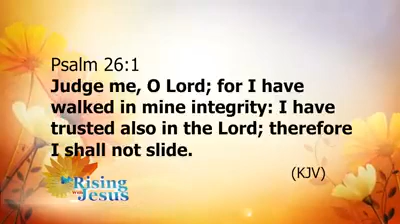 Psalm 26:1
Judge me, O Lord; for I have
walked in mine integrity: I have
trusted also in the Lord; therefore
I shall not slide.
(KJV)
Rising
With
Jesus